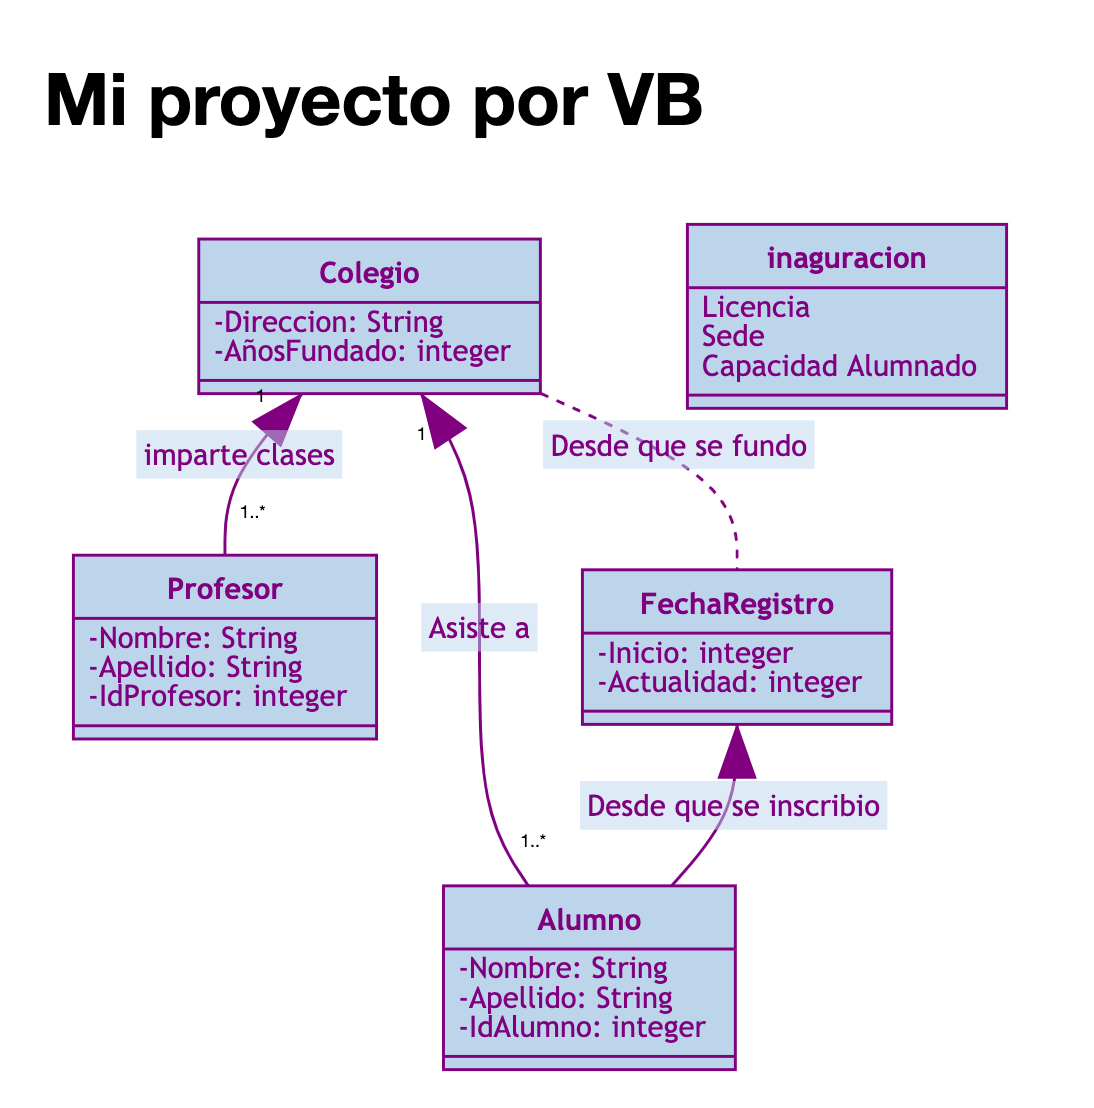 Mi proyecto por VB
Colegio
-Direccion: String
-AñosFundado: integer
inaguracion
Licencia
Sede
Capacidad Alumnado
1
imparte clases
1..*
1
Desde que se fundo
Profesor
-Nombre: String
-Apellido: String
-IdProfesor: integer
Asiste a
FechaRegistro
-Inicio: integer
-Actualidad: integer
Desde que se inscribio
1..*
Alumno
-Nombre: String
-Apellido: String
-IdAlumno: integer